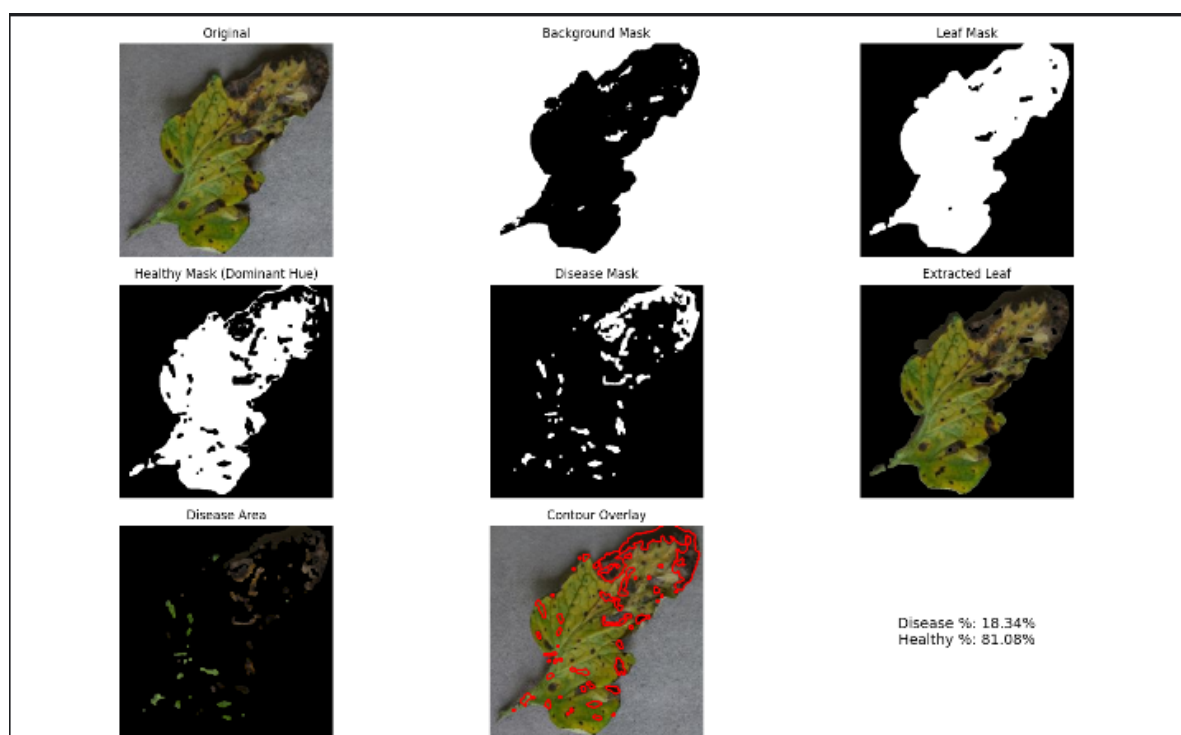 Original
Background Mask
Leaf Mask
Healthy Mask (Dominant Hue)
Disease Mask
Extracted Leaf
Disease Area
Contour Overlay
Disease %: 18.34%
Healthy %: 81.08%